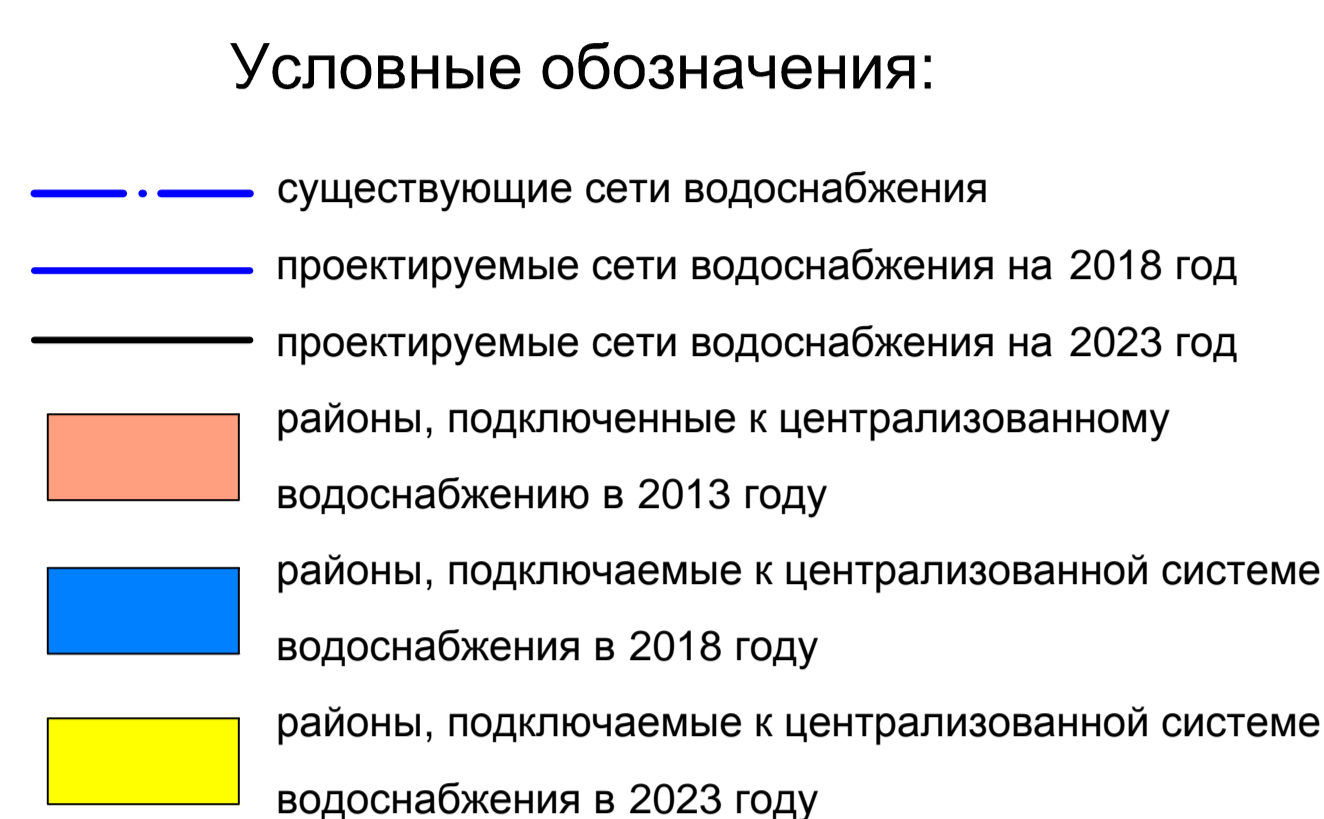 Условные обозначения:
существующие сети водоснабжения
проектируемые сети водоснабжения на 2018 год
проектируемые сети водоснабжения на 2023 год
районы, подключенные к централизованному
водоснабжению в 2013 году
районы, подключаемые к централизованной системе
водоснабжения в 2018 году
районы, подключаемые к централизованной системе
водоснабжения в 2023 году